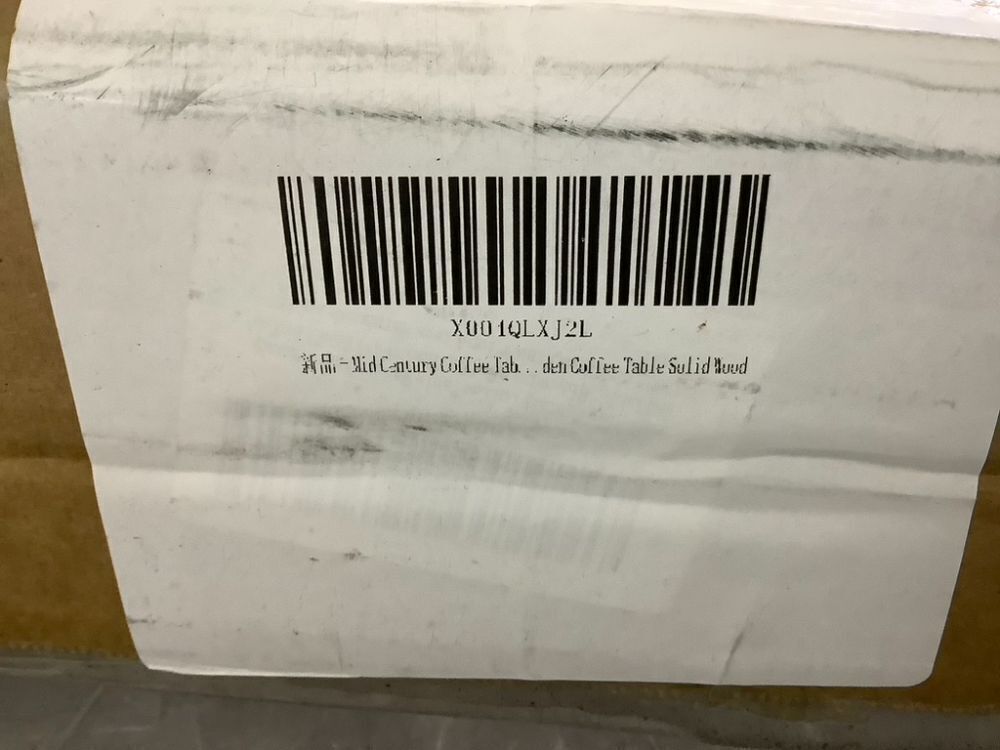 X001QLXJ2L
新品 - Mid Century Coffee Tab...den Coffee Table Solid Wood